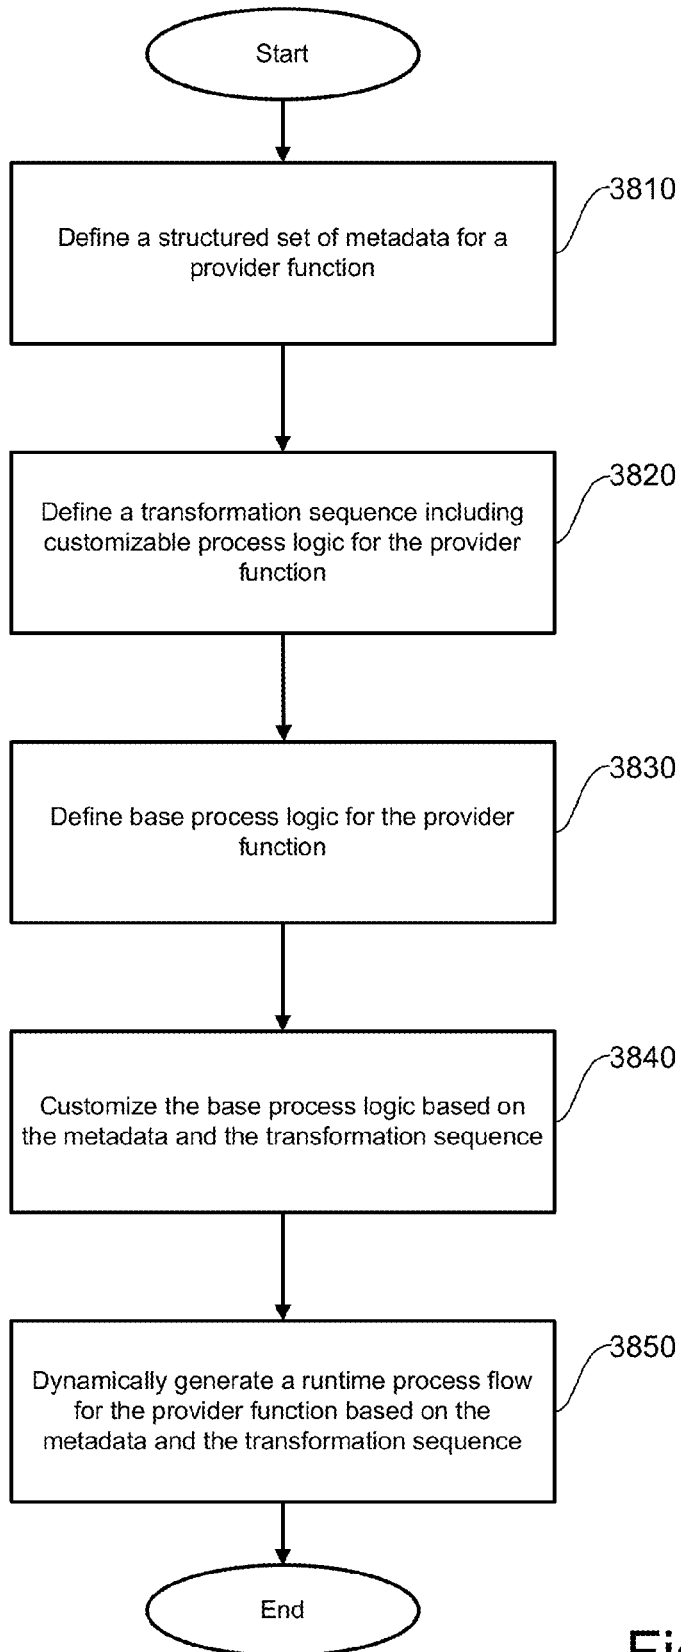 Start
3810
Define a structured set of metadata for a
provider function
3820
Define a transformation sequence including
customizable process logic for the provider
function
3830
Define base process logic for the provider
function
3840
Customize the base process logic based on
the metadata and the transformation sequence
3850
Dynamically generate a runtime process flow
for the provider function based on the
metadata and the transformation sequence
End